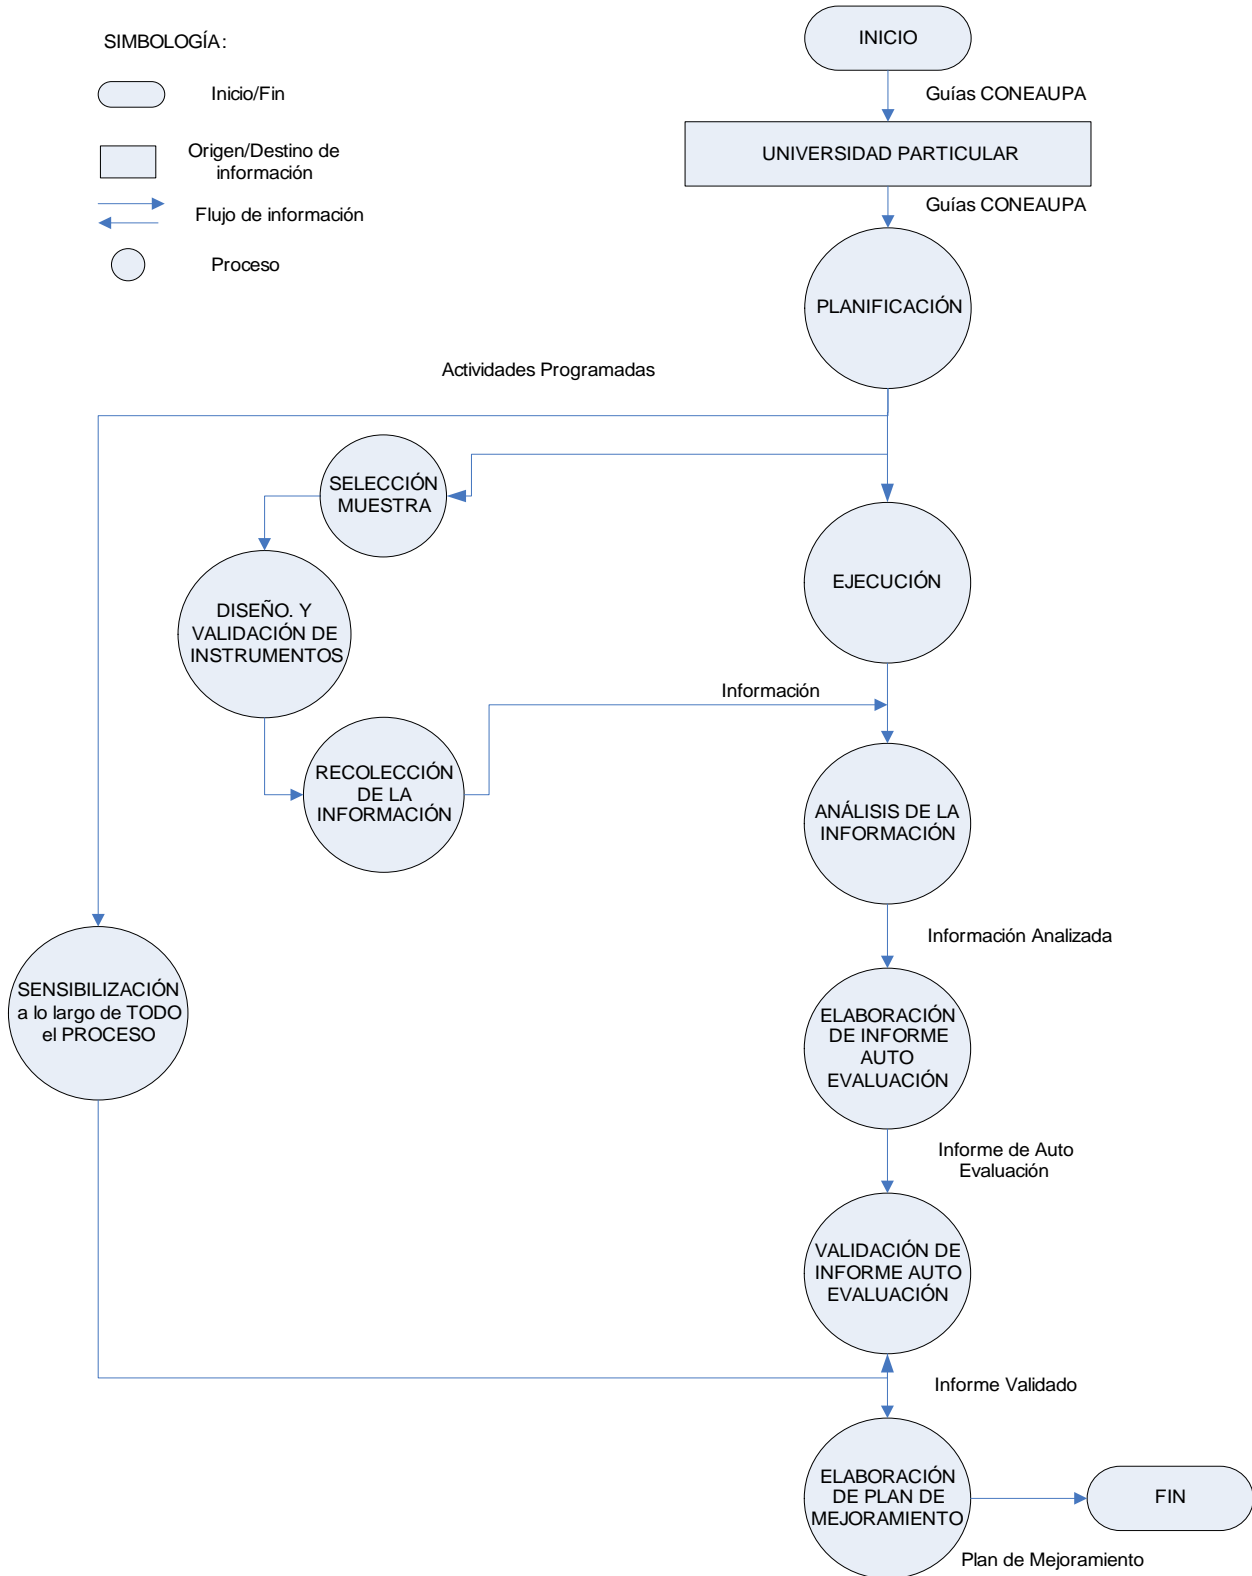 SIMBOLOGÍA:
Inicio/Fin
Origen/Destino de
información
Flujo de información
Proceso
INICIO
Guías CONEAUPA
UNIVERSIDAD PARTICULAR
Guías CONEAUPA
PLANIFICACIÓN
Actividades Programadas
SELECCIÓN
MUESTRA
EJECUCIÓN
DISEÑO. Y
VALIDACIÓN DE
INSTRUMENTOS
Información
RECOLECCIÓN
DE LA
INFORMACIÓN
ANÁLISIS DE LA
INFORMACIÓN
Información Analizada
SENSIBILIZACIÓN
a lo largo de TODO
el PROCESO
ELABORACIÓN
DE INFORME
AUTO
EVALUACIÓN
Informe de Auto
Evaluación
VALIDACIÓN DE
INFORME AUTO
EVALUACIÓN
Informe Validado
ELABORACIÓN
DE PLAN DE
MEJORAMIENTO
FIN
Plan de Mejoramiento